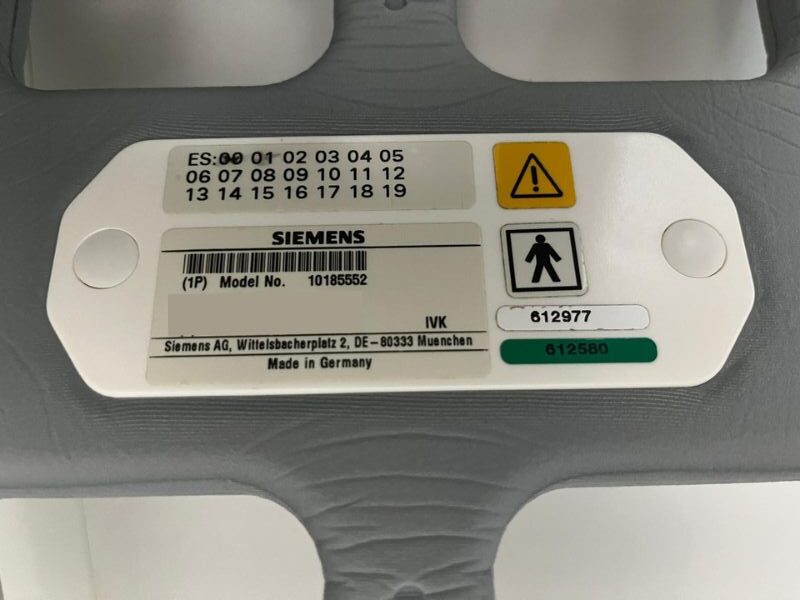 ES:00 01 02 03 04 05
06 07 08 09 10 11 12
13 14 15 16 17 18 19
SIEMENS
(1P) Model No. 10185552
IVK
Siemens AG, Wittelsbacherplatz 2, DE-80333 Muenchen
Made in Germany
612977
612580